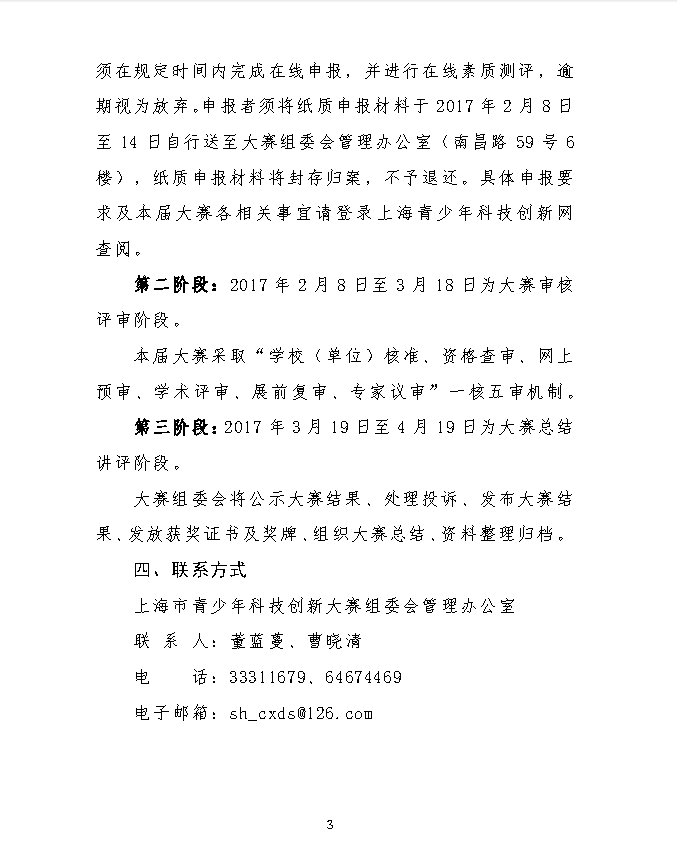 须在规定时间内完成在线申报，并进行在线素质测评，逾
期视为放弃。申报者须将纸质申报材料于 2017 年 2 月 8 日
至 14 日自行送至大赛组委会管理办公室（南昌路 59 号 6
楼），纸质申报材料将封存归案，不予退还。具体申报要
求及本届大赛各相关事宜请登录上海青少年科技创新网
查阅。
第二阶段：2017 年 2 月 8 日至 3 月 18 日为大赛审核
评审阶段。
本届大赛采取“学校（单位）核准、资格查审、网上
预审、学术评审、展前复审、专家议审”一核五审机制。
第三阶段：2017 年 3 月 19 日至 4 月 19 日为大赛总结
讲评阶段。
大赛组委会将公示大赛结果、处理投诉、发布大赛结
果、发放获奖证书及奖牌、组织大赛总结、资料整理归档。
四、联系方式
上海市青少年科技创新大赛组委会管理办公室
联 系 人：董蓝蔓、曹晓清
电　　话：33311679、64674469
电子邮箱：sh_cxds@126.com
3